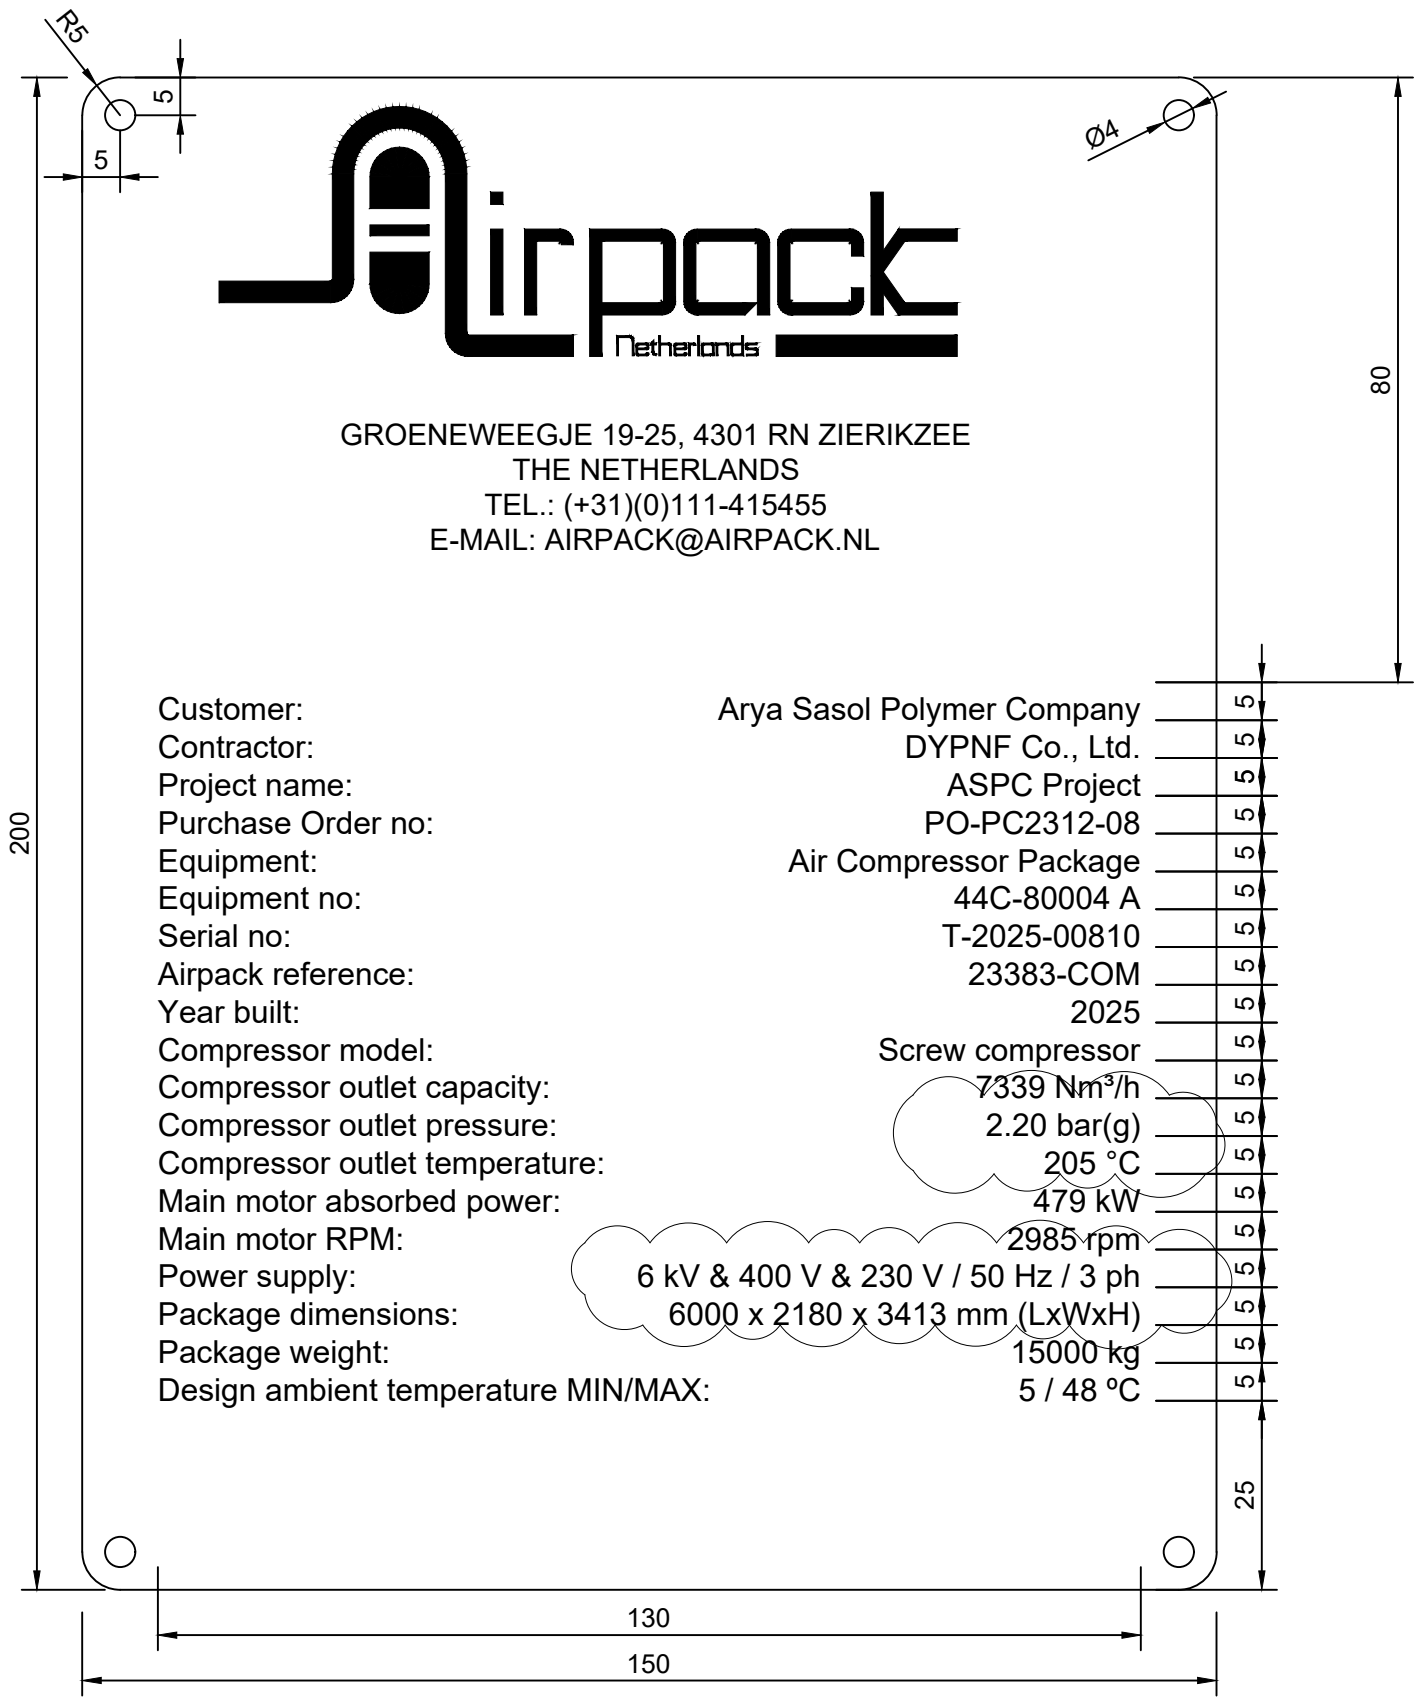 R5
5
5
Ø4
Airpack
Netherlands
80
GROENEWEEGJE 19-25, 4301 RN ZIERIKZEE
THE NETHERLANDS
TEL.: (+31)(0)111-415455
E-MAIL: AIRPACK@AIRPACK.NL
200
Customer: Arya Sasol Polymer Company 5
Contractor: DYPNF Co., Ltd. 5
Project name: ASPC Project 5
Purchase Order no: PO-PC2312-08 5
Equipment: Air Compressor Package 5
Equipment no: 44C-80004 A 5
Serial no: T-2025-00810 5
Airpack reference: 23383-COM 5
Year built: 2025 5
Compressor model: Screw compressor 5
Compressor outlet capacity: 7339 Nm³/h 5
Compressor outlet pressure: 2.20 bar(g) 5
Compressor outlet temperature: 205 °C 5
Main motor absorbed power: 479 kW 5
Main motor RPM: 2985 rpm 5
Power supply: 6 kV & 400 V & 230 V / 50 Hz / 3 ph 5
Package dimensions: 6000 x 2180 x 3413 mm (LxWxH) 5
Package weight: 15000 kg 5
Design ambient temperature MIN/MAX: 5 / 48 ºC 5
25
130
150